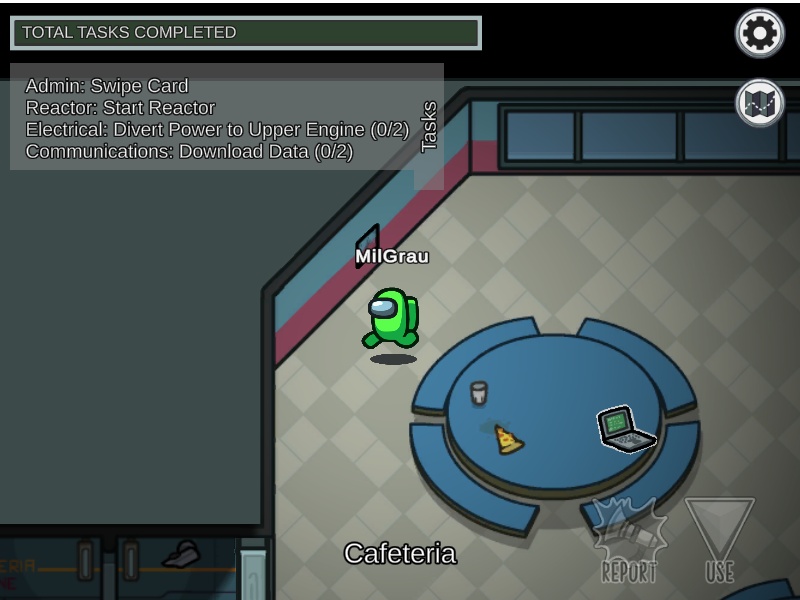 TOTAL TASKS COMPLETED
Admin: Swipe Card
Reactor: Start Reactor
Electrical: Divert Power to Upper Engine (0/2)
Communications: Download Data (0/2)
Tasks
MilGrau
Cafeteria
REPORT
USE